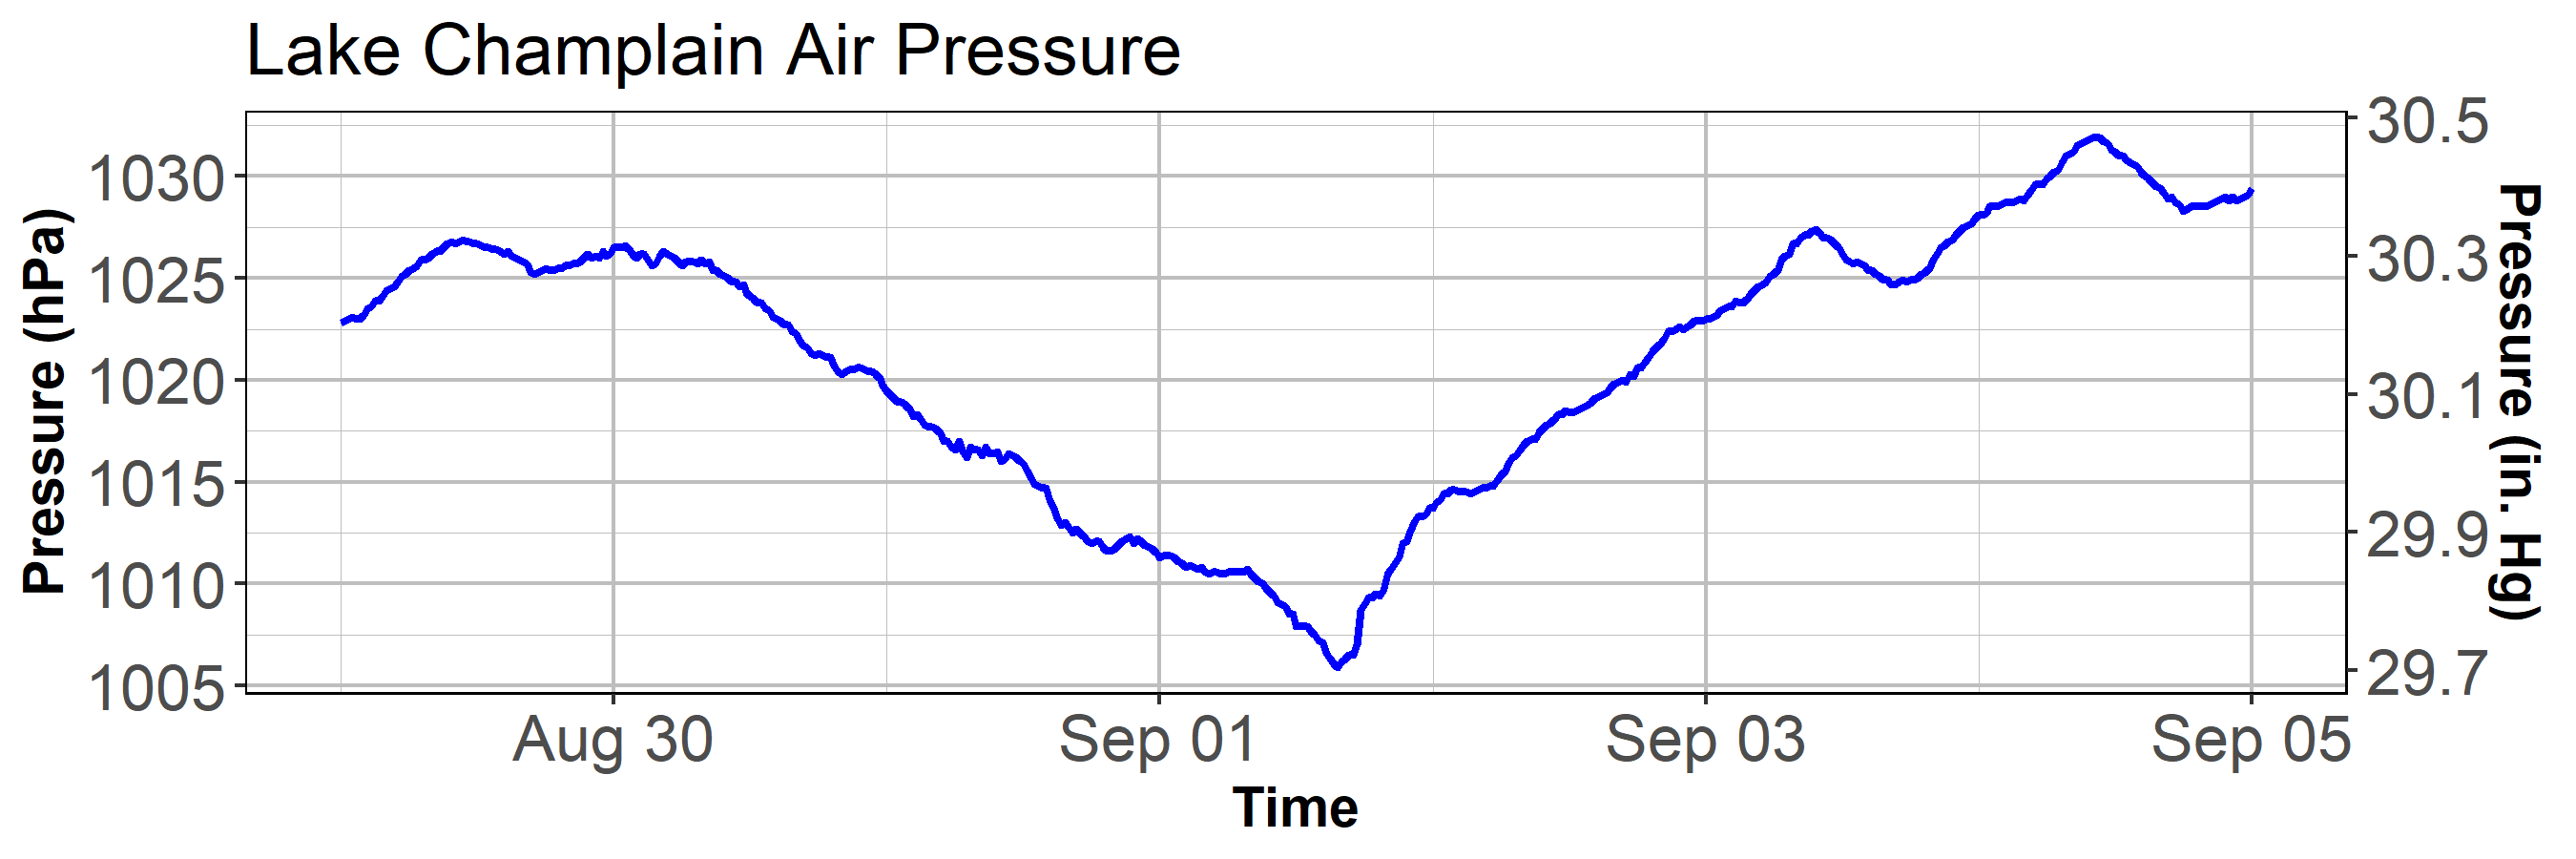 Lake Champlain Air Pressure
Pressure (hPa)
1030
1025
1020
1015
1010
1005
30.5
30.3
30.1
29.9
29.7
Pressure (in. Hg)
Aug 30 Sep 01 Sep 03 Sep 05
Time